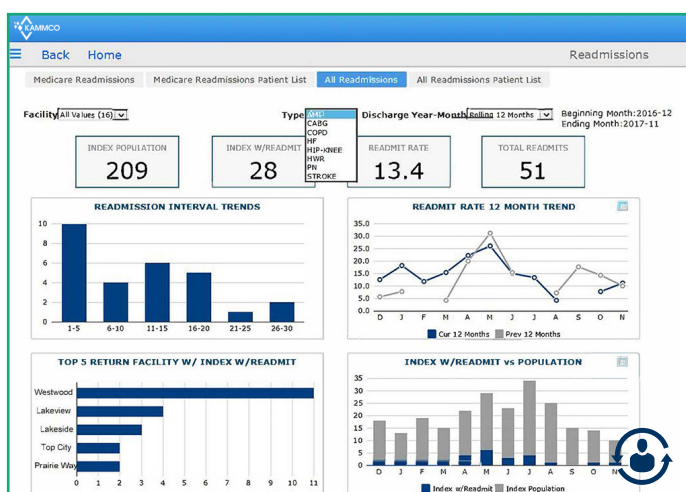 KAMMCO
Back Home Readmissions
Medicare Readmissions Medicare Readmissions Patient List All Readmissions All Readmissions Patient List
Facility All Values (16) Type AMI Discharge Year-Month Rolling 12 Months Beginning Month:2016-12
Ending Month:2017-11
CABG
COPD
HF
HIP-KNEE
HWR
PN
STROKE
INDEX POPULATION
209
INDEX W/READMIT
28
READMIT RATE
13.4
TOTAL READMITS
51
READMISSION INTERVAL TRENDS
10
8
6
4
2
0
1-5 6-10 11-15 16-20 21-25 26-30
READMIT RATE 12 MONTH TREND
35.0
30.0
25.0
20.0
15.0
10.0
5.0
0.0
D J F M A M J J A S O N
Cur 12 Months Prev 12 Months
TOP 5 RETURN FACILITY W/ INDEX W/READMIT
Westwood
Lakeview
Lakeside
Top City
Prairie Way
0 1 2 3 4 5 6 7 8 9 10 11
INDEX W/READMIT vs POPULATION
35
30
25
20
15
10
5
0
D J F M A M J J A S O N
Index w/Readmit Index Population